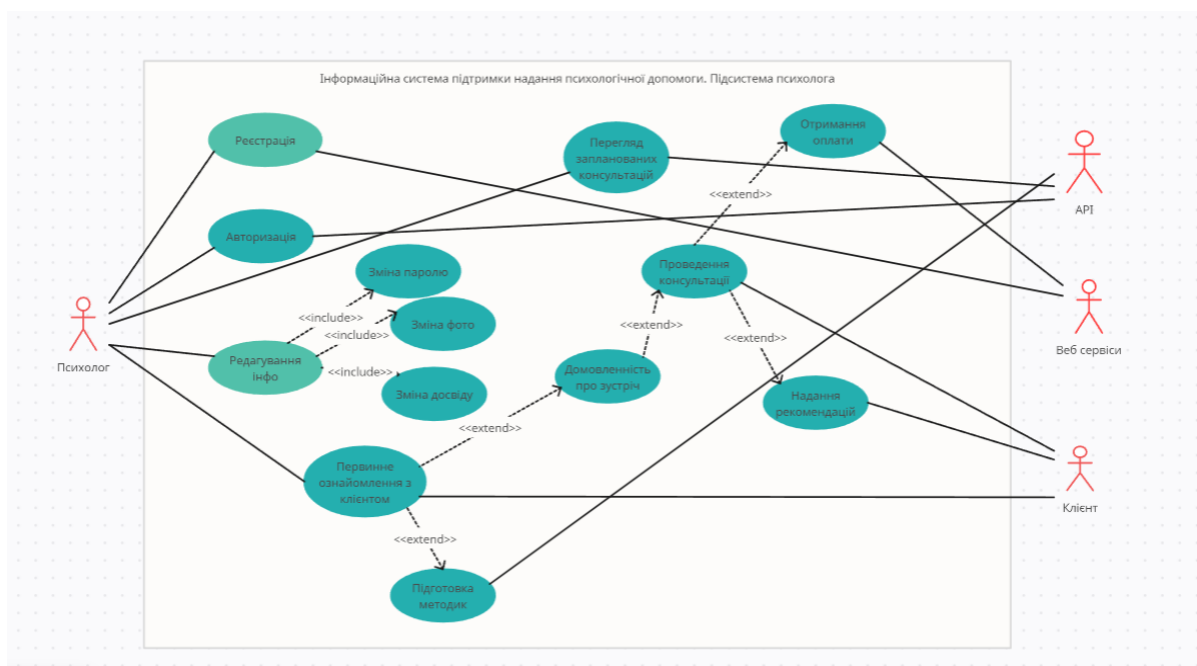 Інформаційна система підтримки надання психологічної допомоги. Підсистема психолога
Реєстрація
Перегляд
запланованих
консультацій
Отримання
оплати
<<extend>>
API
Авторизація
Зміна паролю
Проведення
консультації
<<include>>
<<include>>
Зміна фото
<<extend>>
<<extend>>
Веб сервіси
Психолог
Редагування
інфо
<<include>>
Зміна досвіду
Домовленність
про зустріч
Надання
рекомендацій
<<extend>>
Первинне
ознайомлення з
клієнтом
Клієнт
<<extend>>
Підготовка
методик